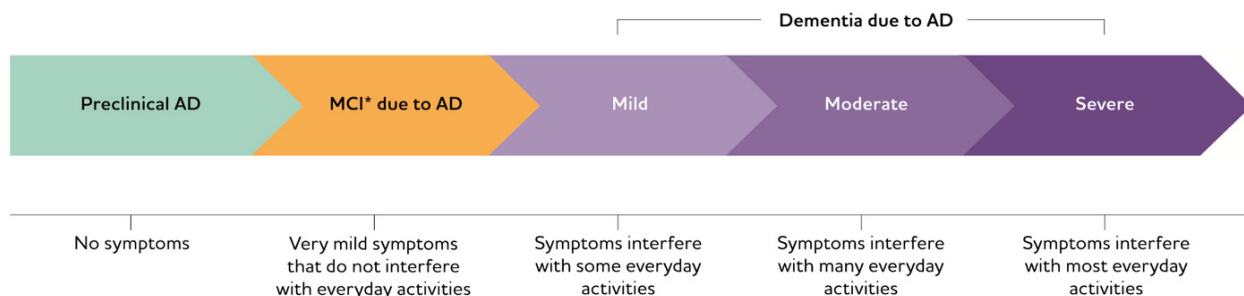 Dementia due to AD
Preclinical AD
MCI* due to AD
Mild
Moderate
Severe
No symptoms
Very mild symptoms
that do not interfere
with everyday activities
Symptoms interfere
with some everyday
activities
Symptoms interfere
with many everyday
activities
Symptoms interfere
with most everyday
activities